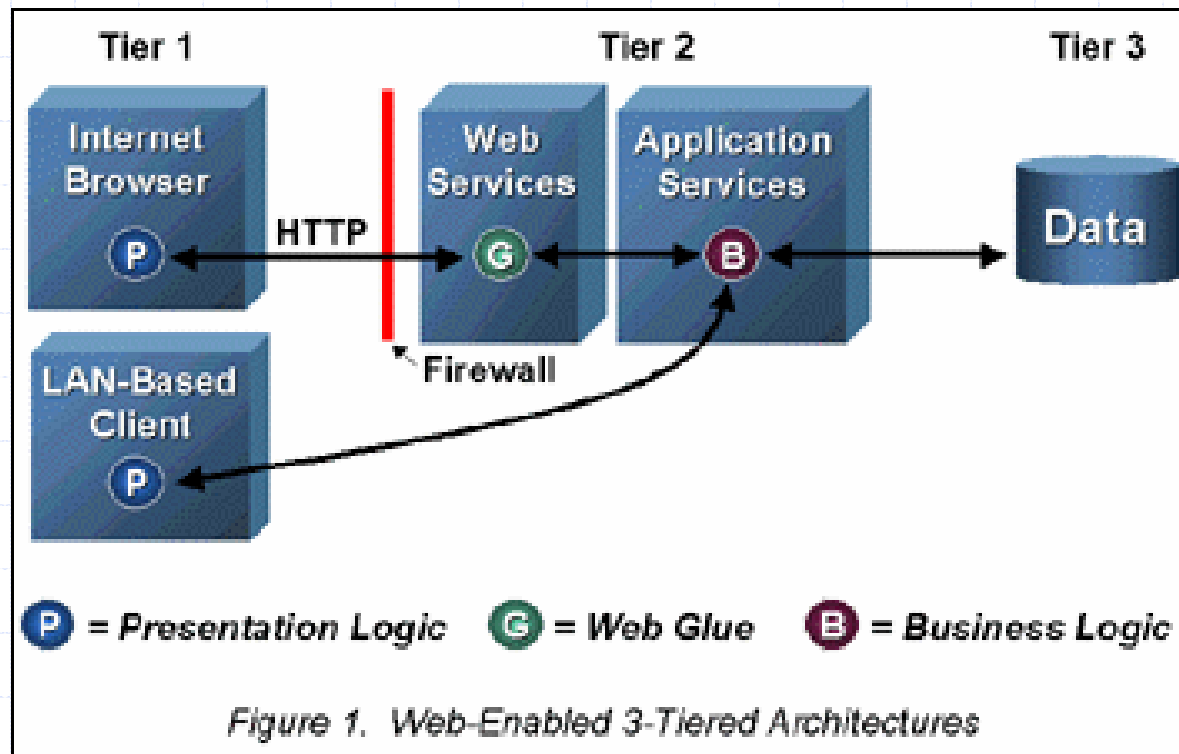 Tier 1 Tier 2 Tier 3
Internet
Browser
P
HTTP
Web
Services
G
Application
Services
B
Data
Firewall
LAN-Based
Client
P
P = Presentation Logic G = Web Glue B = Business Logic
Figure 1. Web-Enabled 3-Tiered Architectures